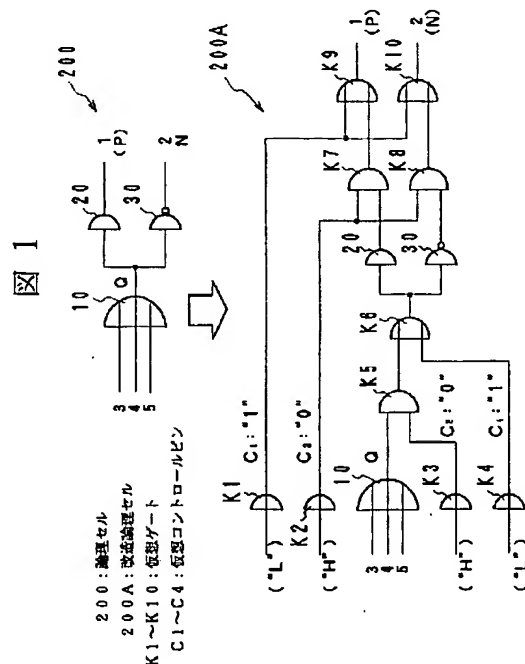 図 1
200
10
Q
3
4
5
20
1
(P)
30
2
N
200:論理セル
200A:改造論理セル
K1～K10:仮想ゲート
C1～C4:仮想コントロールピン
200A
K1
("L")
C₁:"1"
K2
("H")
C₃:"0"
10
Q
3
4
5
K3
("H")
C₂:"0"
K4
("L")
C₁:"1"
K5
K6
20
30
K7
K8
K9
1
(P)
K10
2
(N)